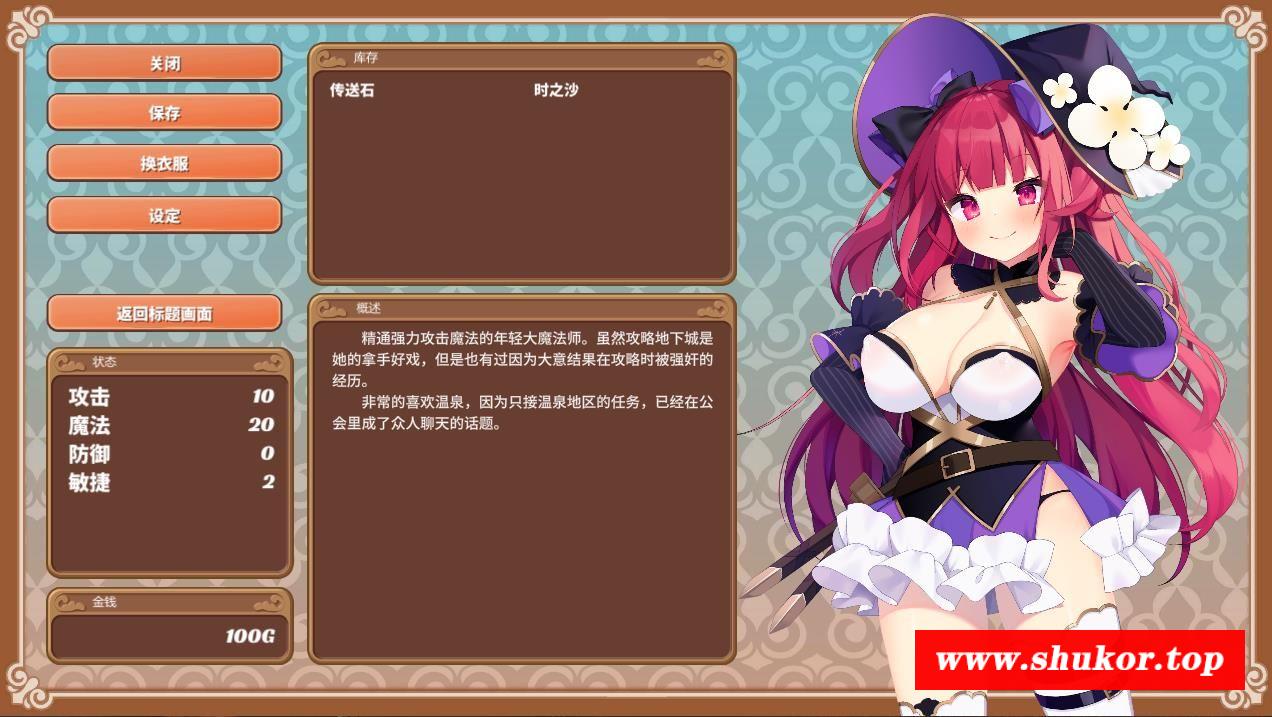 关闭
保存
换衣服
设定
返回标题画面
状态
攻击 10
魔法 20
防御 0
敏捷 2
金钱
100G
库存
传送石 时之沙
概述
精通强力攻击魔法的年轻大魔法师。虽然攻略地下城是
她的拿手好戏，但是也有过因为大意结果在攻略时被强奸的
经历。
非常的喜欢温泉，因为只接温泉地区的任务，已经在公
会里成了众人聊天的话题。
www.shukor.top